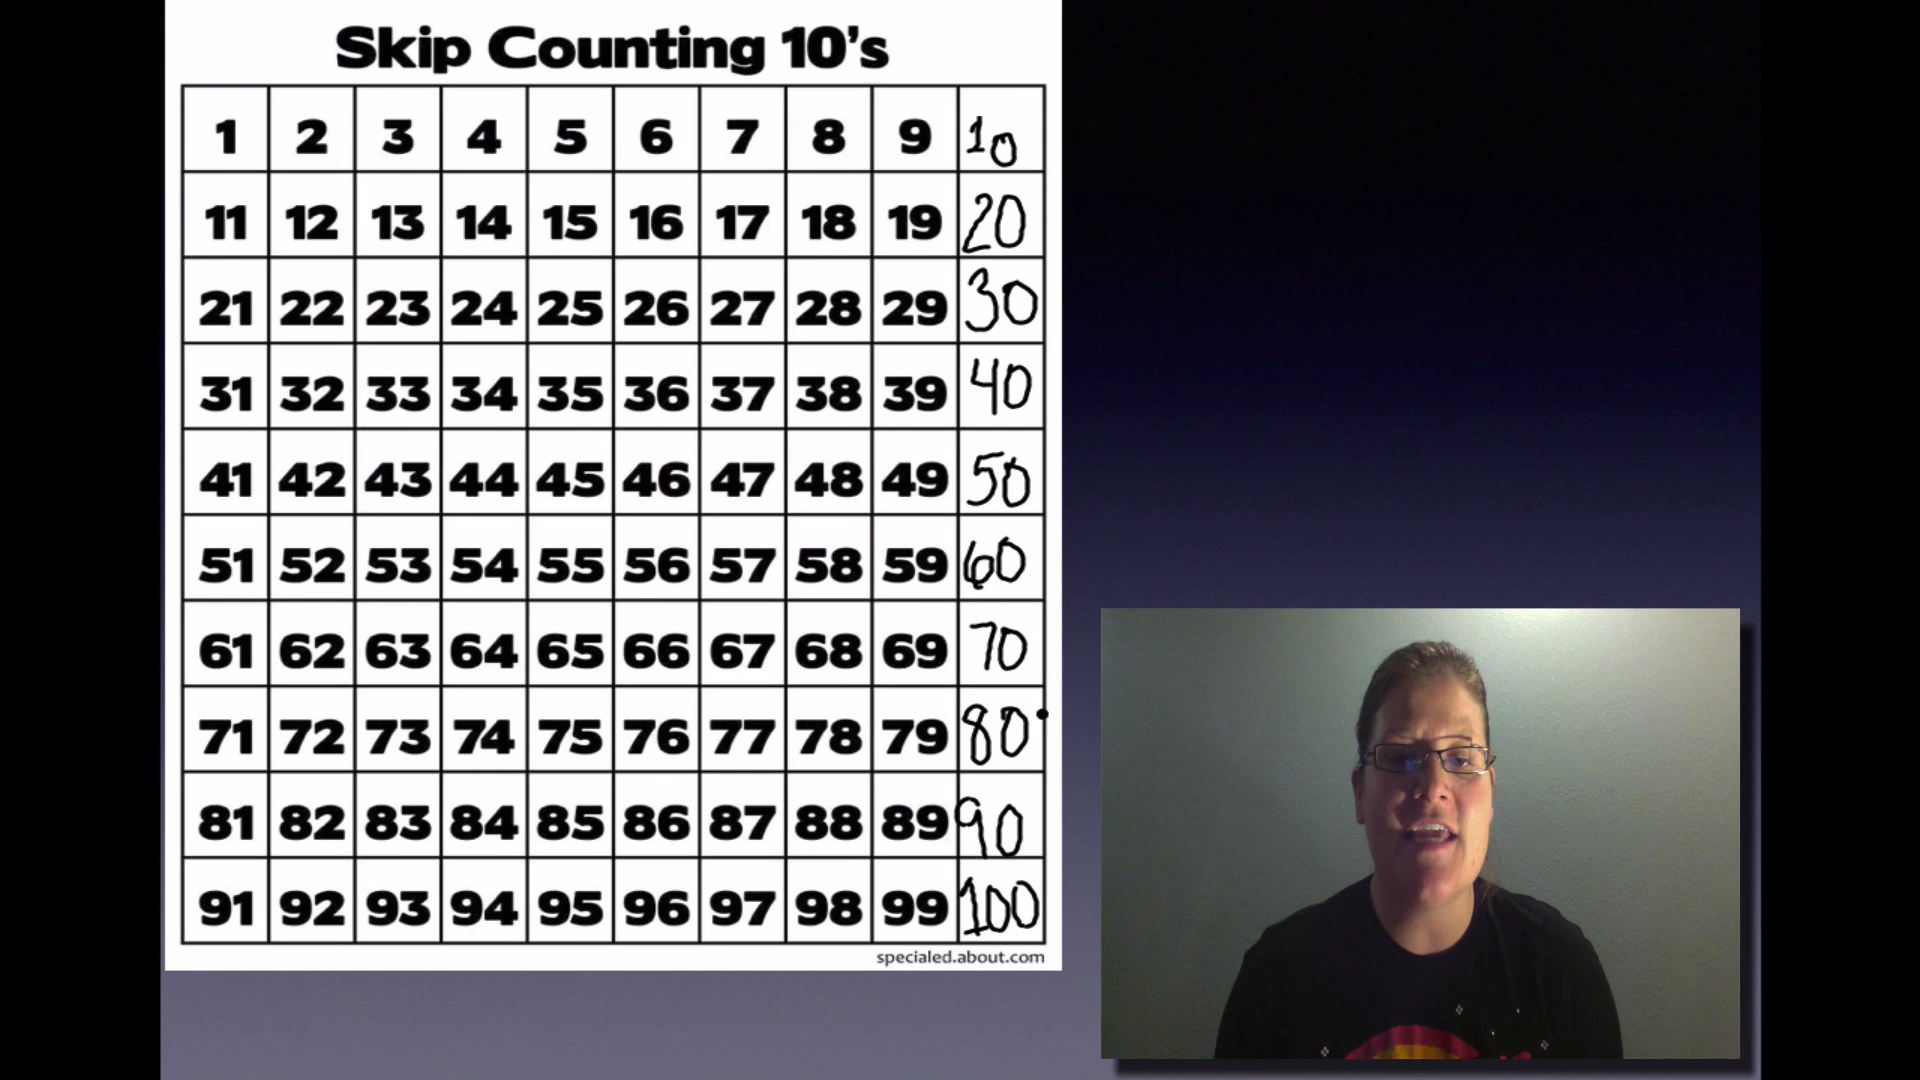 Skip Counting 10's
1 2 3 4 5 6 7 8 9 10
11 12 13 14 15 16 17 18 19 20
21 22 23 24 25 26 27 28 29 30
31 32 33 34 35 36 37 38 39 40
41 42 43 44 45 46 47 48 49 50
51 52 53 54 55 56 57 58 59 60
61 62 63 64 65 66 67 68 69 70
71 72 73 74 75 76 77 78 79 80
81 82 83 84 85 86 87 88 89 90
91 92 93 94 95 96 97 98 99 100
specialed.about.com